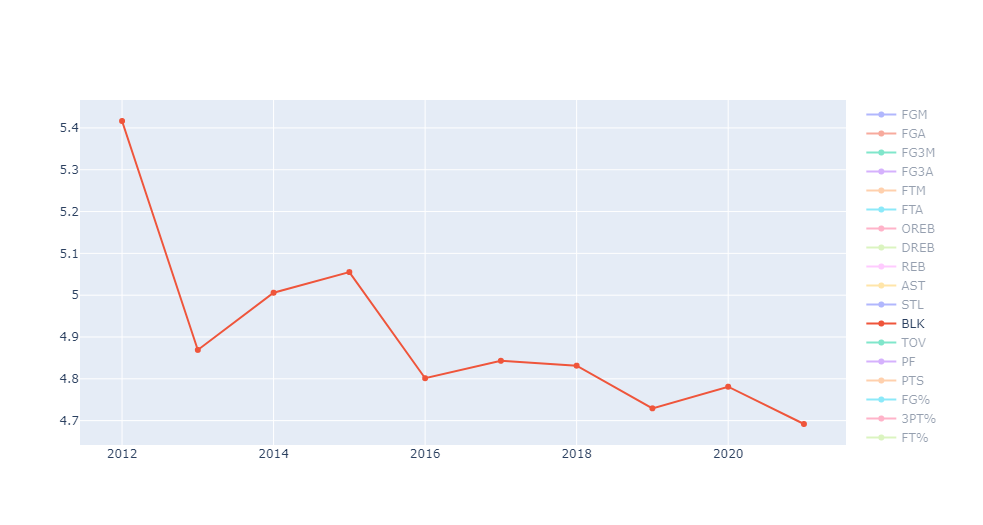 5.4
5.3
5.2
5.1
5
4.9
4.8
4.7
2012 2014 2016 2018 2020
FGM
FGA
FG3M
FG3A
FTM
FTA
OREB
DREB
REB
AST
STL
BLK
TOV
PF
PTS
FG%
3PT%
FT%